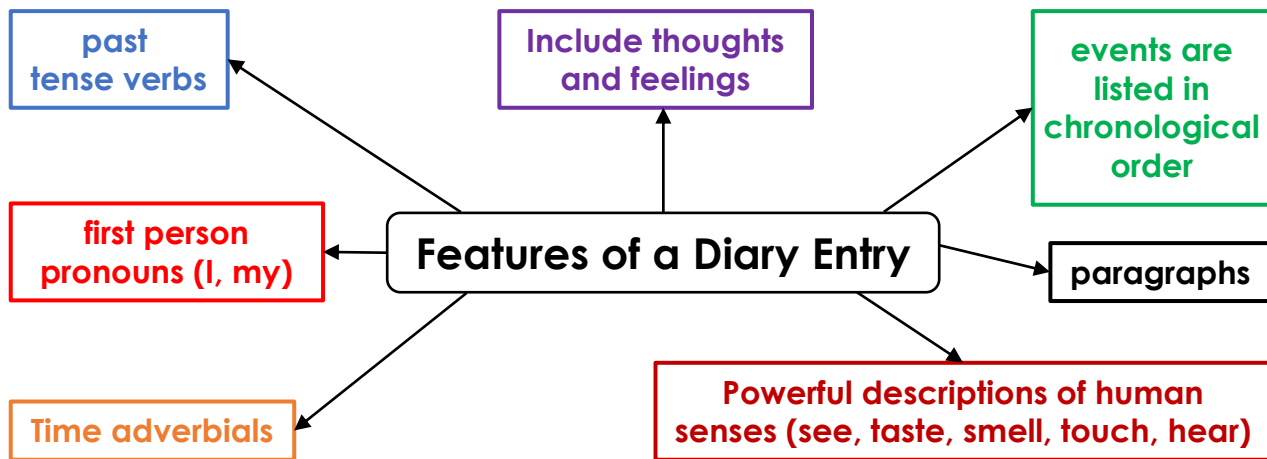 past
tense verbs
Include thoughts
and feelings
events are
listed in
chronological
order
first person
pronouns (I, my)
Features of a Diary Entry
paragraphs
Time adverbials
Powerful descriptions of human
senses (see, taste, smell, touch, hear)